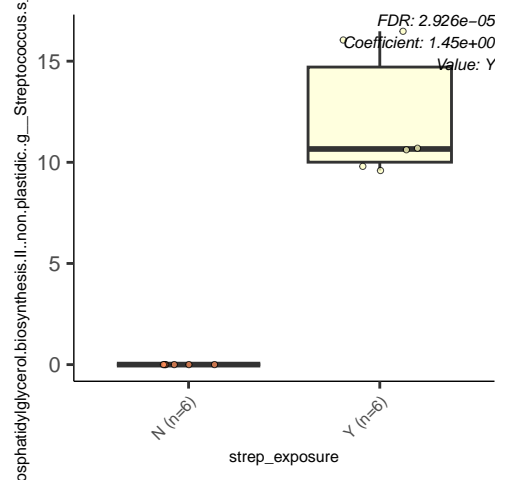 FDR: 2.926e−05
Coefficient: 1.45e+00
Value: Y
osphatidylglycerol.biosynthesis.II..non.plastidic..g__Streptococcus.s_
15
10
5
0
N (n=6)
Y (n=6)
strep_exposure